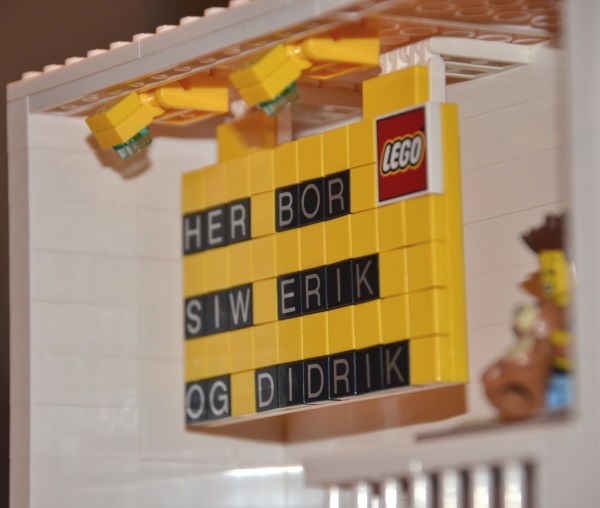 LEGO
HER BOR
SIW ERIK
OG DIDRIK